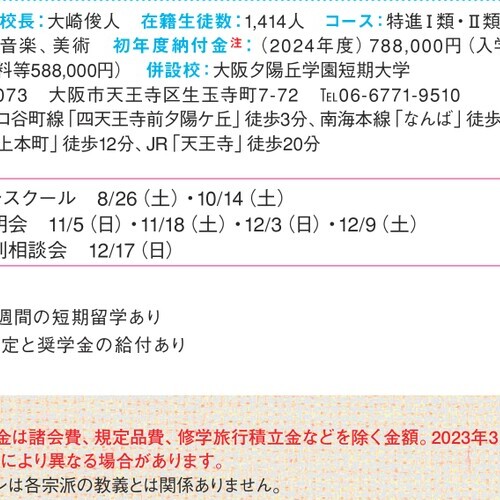 校長：大崎俊人　在籍生徒数：1,414人　コース：特進Ⅰ類・Ⅱ類
音楽、美術　初年度納付金注：（2024年度）788,000円（入学
料等588,000円）　併設校：大阪夕陽丘学園短期大学
073　大阪市天王寺区生玉寺町7-72　℡06-6771-9510
谷町線「四天王寺前夕陽ケ丘」徒歩3分、南海本線「なんば」徒歩
上本町」徒歩12分、JR「天王寺」徒歩20分
スクール　8/26（土）・10/14（土）
明会　11/5（日）・11/18（土）・12/3（日）・12/9（土）
別相談会　12/17（日）
週間の短期留学あり
定と奨学金の給付あり
金は諸会費、規定品費、修学旅行積立金などを除く金額。2023年3
により異なる場合があります。
は各宗派の教義とは関係ありません。